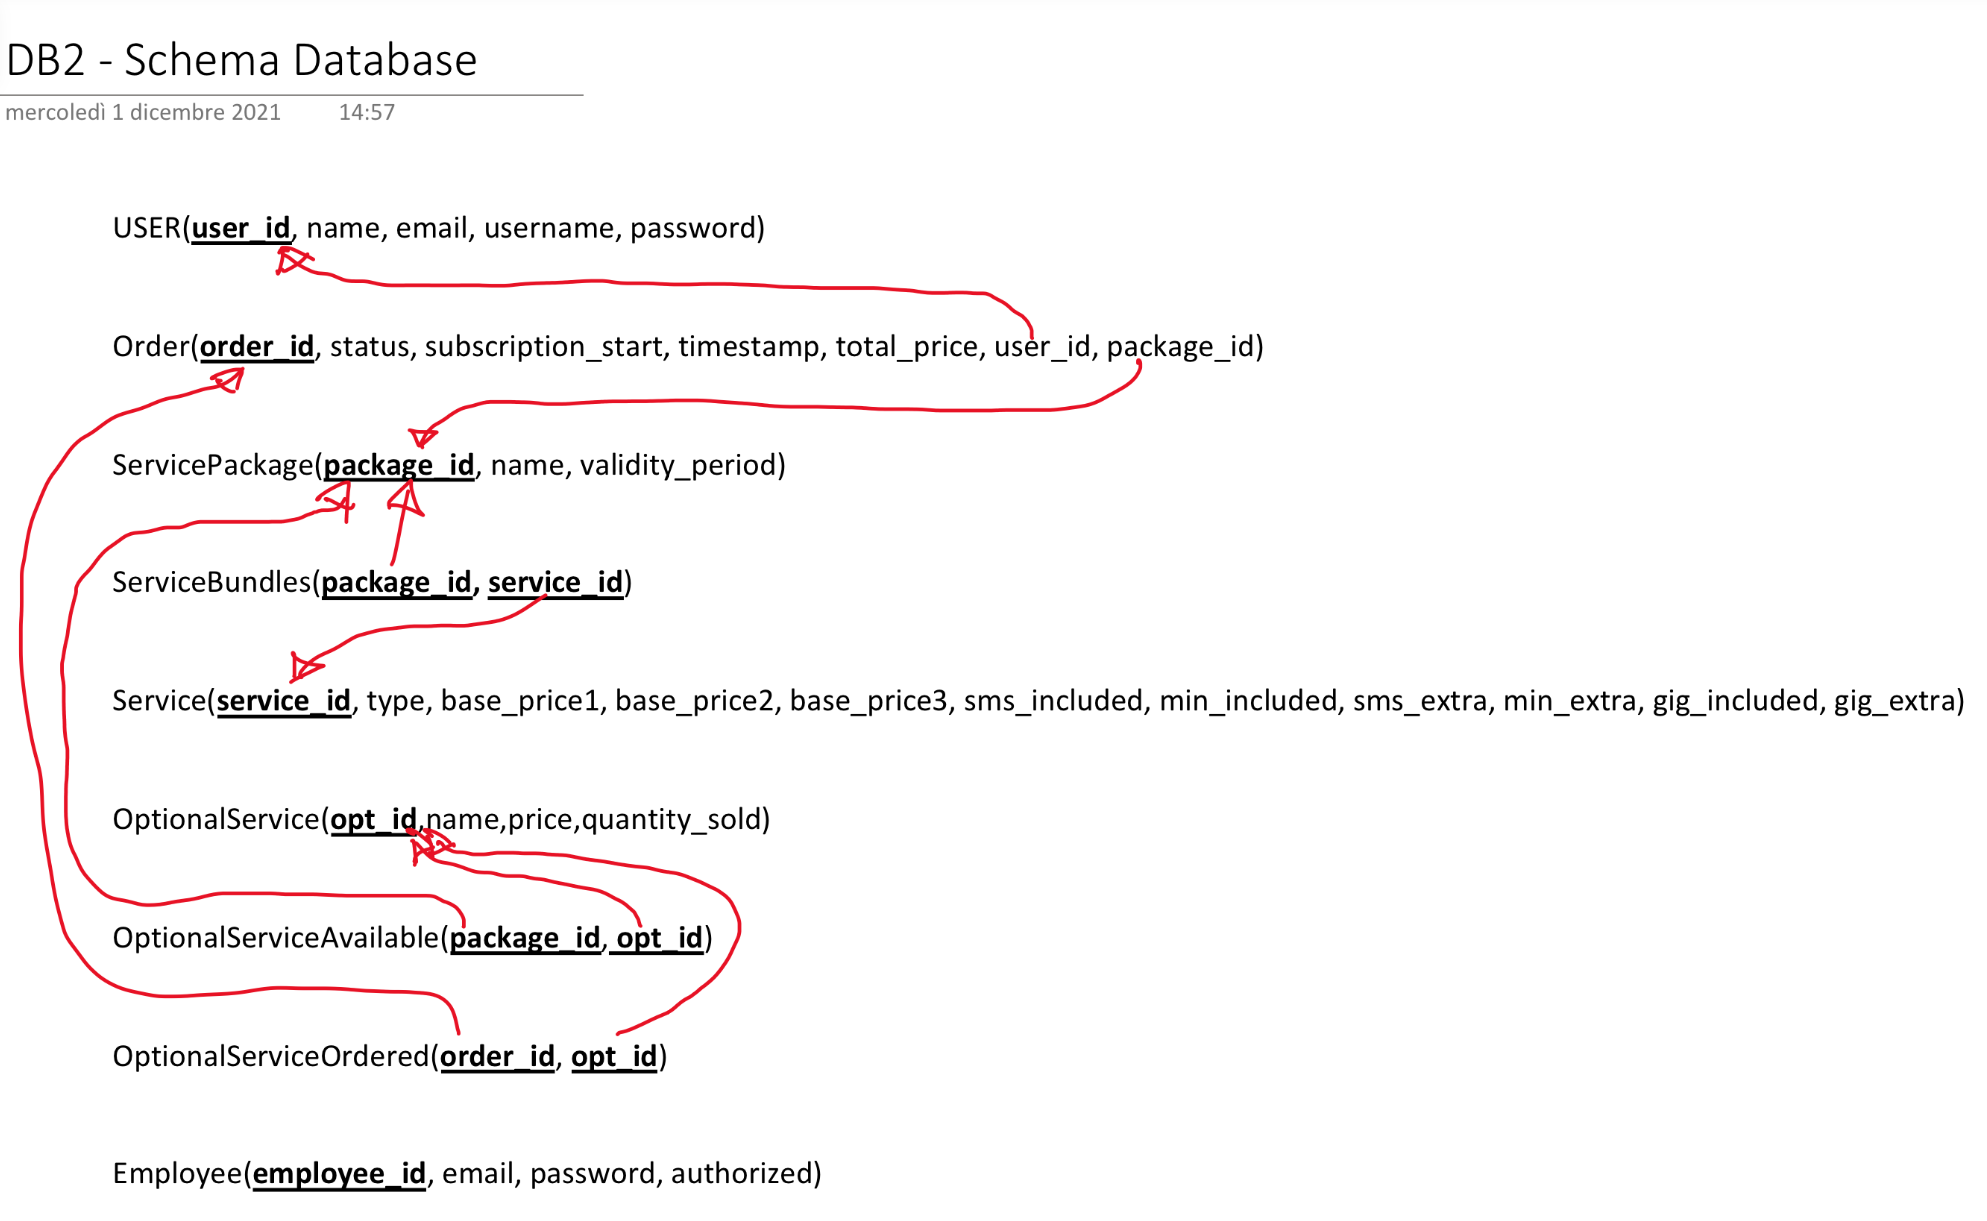 DB2 - Schema Database
mercoledì 1 dicembre 2021 14:57
USER(user_id, name, email, username, password)
Order(order_id, status, subscription_start, timestamp, total_price, user_id, package_id)
ServicePackage(package_id, name, validity_period)
ServiceBundles(package_id, service_id)
Service(service_id, type, base_price1, base_price2, base_price3, sms_included, min_included, sms_extra, min_extra, gig_included, gig_extra)
OptionalService(opt_id,name,price,quantity_sold)
OptionalServiceAvailable(package_id, opt_id)
OptionalServiceOrdered(order_id, opt_id)
Employee(employee_id, email, password, authorized)